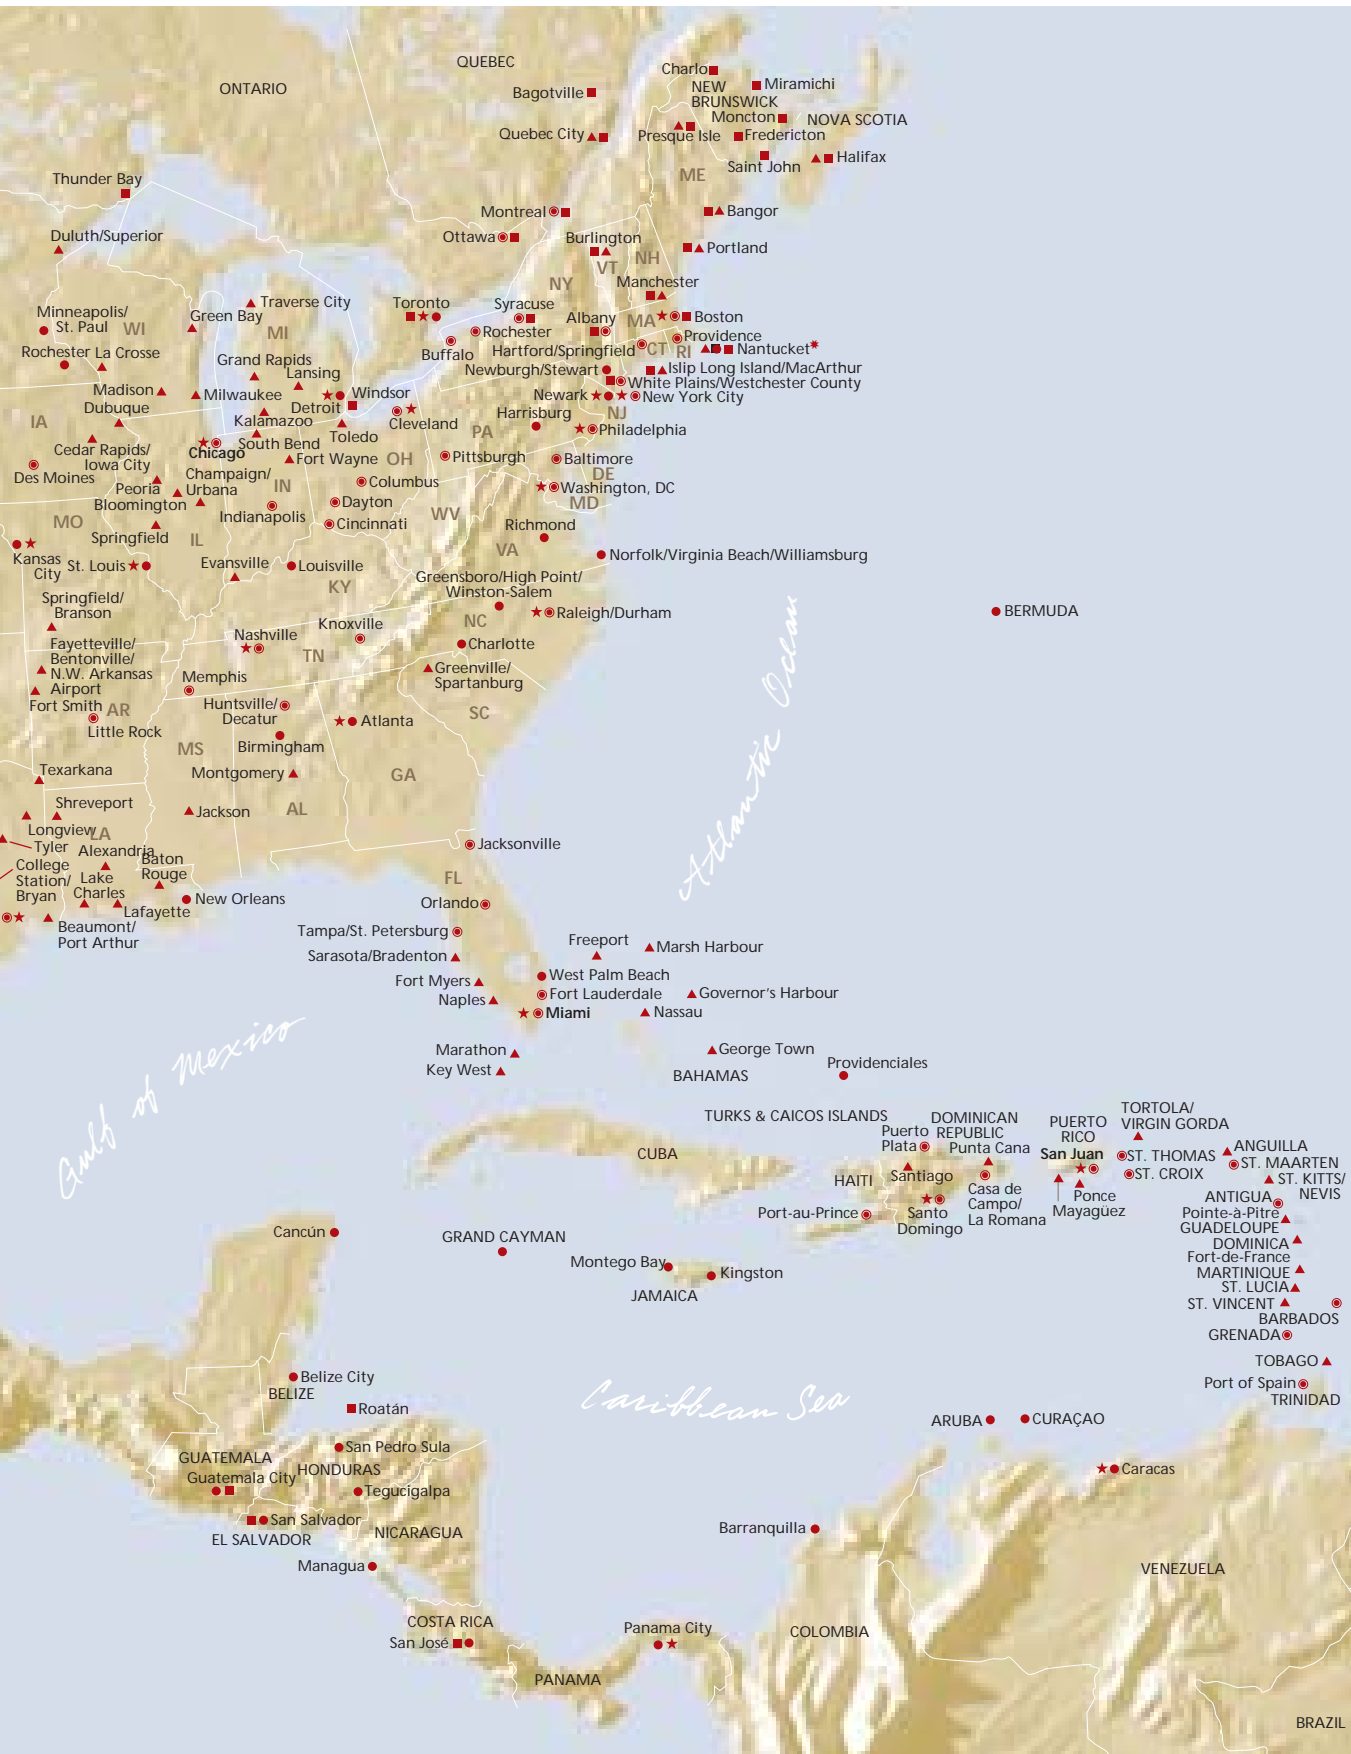 QUEBEC
ONTARIO
Charlo
NEW
BRUNSWICK
Miramichi
Bagotville
Moncton
NOVA SCOTIA
Quebec City
Presque Isle
Fredericton
Saint John
Halifax
ME
Thunder Bay
Montreal
Bangor
Duluth/Superior
Ottawa
Burlington
Portland
VT
NH
NY
Manchester
Minneapolis/
St. Paul
WI
Green Bay
Traverse City
MI
Toronto
Syracuse
Albany
MA
Boston
Rochester
Providence
Rochester
La Crosse
Buffalo
Hartford/Springfield
CT
RI
Nantucket*
Grand Rapids
Lansing
Newburgh/Stewart
Islip Long Island/MacArthur
White Plains/Westchester County
Madison
Milwaukee
Windsor
Newark
New York City
Dubuque
Detroit
Kalamazoo
Cleveland
Harrisburg
NJ
IA
Toledo
PA
Philadelphia
Cedar Rapids/
Iowa City
Chicago
South Bend
Fort Wayne
OH
Pittsburgh
Baltimore
Des Moines
Champaign/
Urbana
IN
Columbus
DE
Washington, DC
Peoria
Bloomington
Dayton
MD
Indianapolis
WV
MO
Cincinnati
Richmond
Springfield
IL
VA
Kansas
City
St. Louis
Evansville
Louisville
Norfolk/Virginia Beach/Williamsburg
KY
Greensboro/High Point/
Winston-Salem
Springfield/
Branson
BERMUDA
Knoxville
NC
Raleigh/Durham
Nashville
Fayetteville/
Bentonville/
N.W. Arkansas
Airport
TN
Charlotte
Memphis
Greenville/
Spartanburg
Fort Smith
AR
Huntsville/
Decatur
SC
Little Rock
Atlanta
MS
Birmingham
Texarkana
Montgomery
GA
Shreveport
Jackson
AL
Longview
LA
Tyler
Alexandria
Jacksonville
Atlantic Ocean
College
Station/
Bryan
Baton
Rouge
Lake
Charles
FL
New Orleans
Lafayette
Orlando
Beaumont/
Port Arthur
Tampa/St. Petersburg
Freeport
Marsh Harbour
Sarasota/Bradenton
West Palm Beach
Fort Myers
Fort Lauderdale
Governor's Harbour
Naples
Miami
Nassau
Gulf of Mexico
Marathon
George Town
Key West
BAHAMAS
Providenciales
TURKS & CAICOS ISLANDS
DOMINICAN
REPUBLIC
PUERTO
RICO
TORTOLA/
VIRGIN GORDA
CUBA
Puerto
Plata
Punta Cana
San Juan
ST. THOMAS
ANGUILLA
ST. MAARTEN
HAITI
Santiago
ST. CROIX
ST. KITTS/
NEVIS
Casa de
Campo/
La Romana
Ponce
Mayagüez
ANTIGUA
Port-au-Prince
Santo
Domingo
Pointe-à-Pitre
GUADELOUPE
Cancún
GRAND CAYMAN
DOMINICA
Montego Bay
Kingston
Fort-de-France
MARTINIQUE
JAMAICA
ST. LUCIA
ST. VINCENT
BARBADOS
GRENADA
TOBAGO
Belize City
BELIZE
Port of Spain
TRINIDAD
Roatán
Caribbean Sea
ARUBA
CURAÇAO
San Pedro Sula
GUATEMALA
HONDURAS
Guatemala City
Tegucigalpa
Caracas
San Salvador
EL SALVADOR
NICARAGUA
Barranquilla
Managua
VENEZUELA
COSTA RICA
San José
Panama City
COLOMBIA
PANAMA
BRAZIL